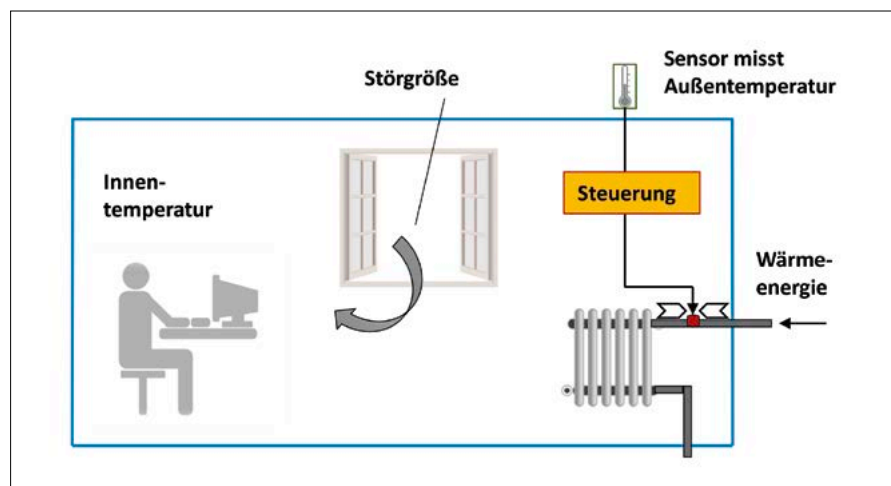 Sensor misst
Außentemperatur
Störgröße
Innen-
temperatur
Steuerung
Wärme-
energie